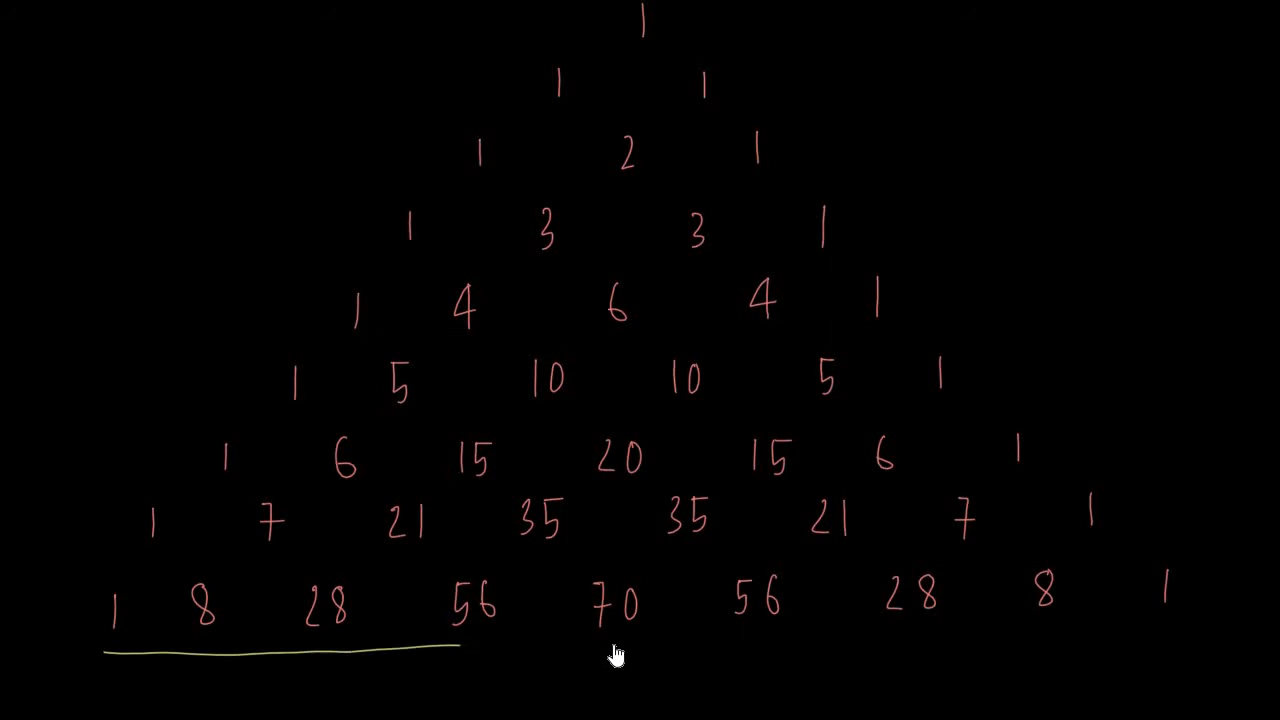 1
1 1
1 2 1
1 3 3 1
1 4 6 4 1
1 5 10 10 5 1
1 6 15 20 15 6 1
1 7 21 35 35 21 7 1
1 8 28 56 70 56 28 8 1